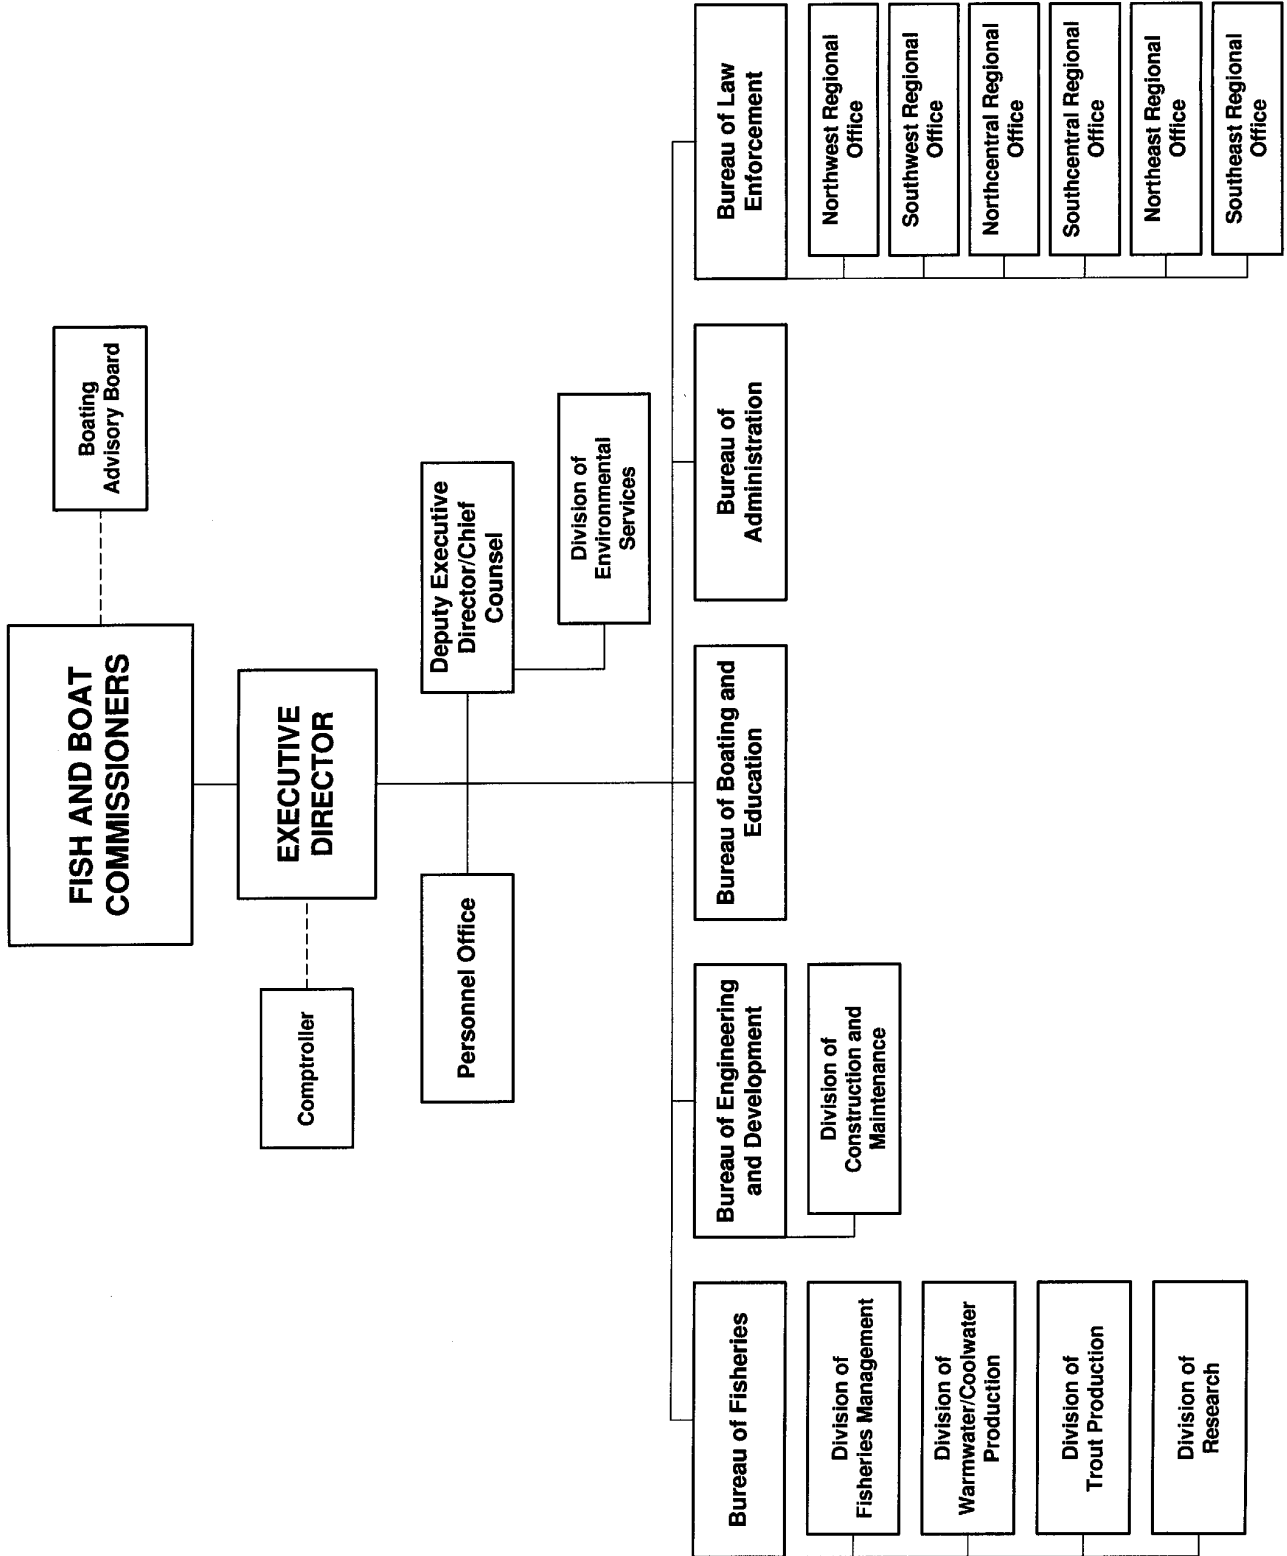 FISH AND BOAT
COMMISSIONERS
Boating
Advisory Board
EXECUTIVE
DIRECTOR
Comptroller
Personnel Office
Deputy Executive
Director/Chief
Counsel
Division of
Environmental
Services
Bureau of Fisheries
Division of
Fisheries Management
Division of
Warmwater/Coolwater
Production
Division of
Trout Production
Division of
Research
Bureau of Engineering
and Development
Division of
Construction and
Maintenance
Bureau of Boating and
Education
Bureau of
Administration
Bureau of Law
Enforcement
Northwest Regional
Office
Southwest Regional
Office
Northcentral Regional
Office
Southcentral Regional
Office
Northeast Regional
Office
Southeast Regional
Office